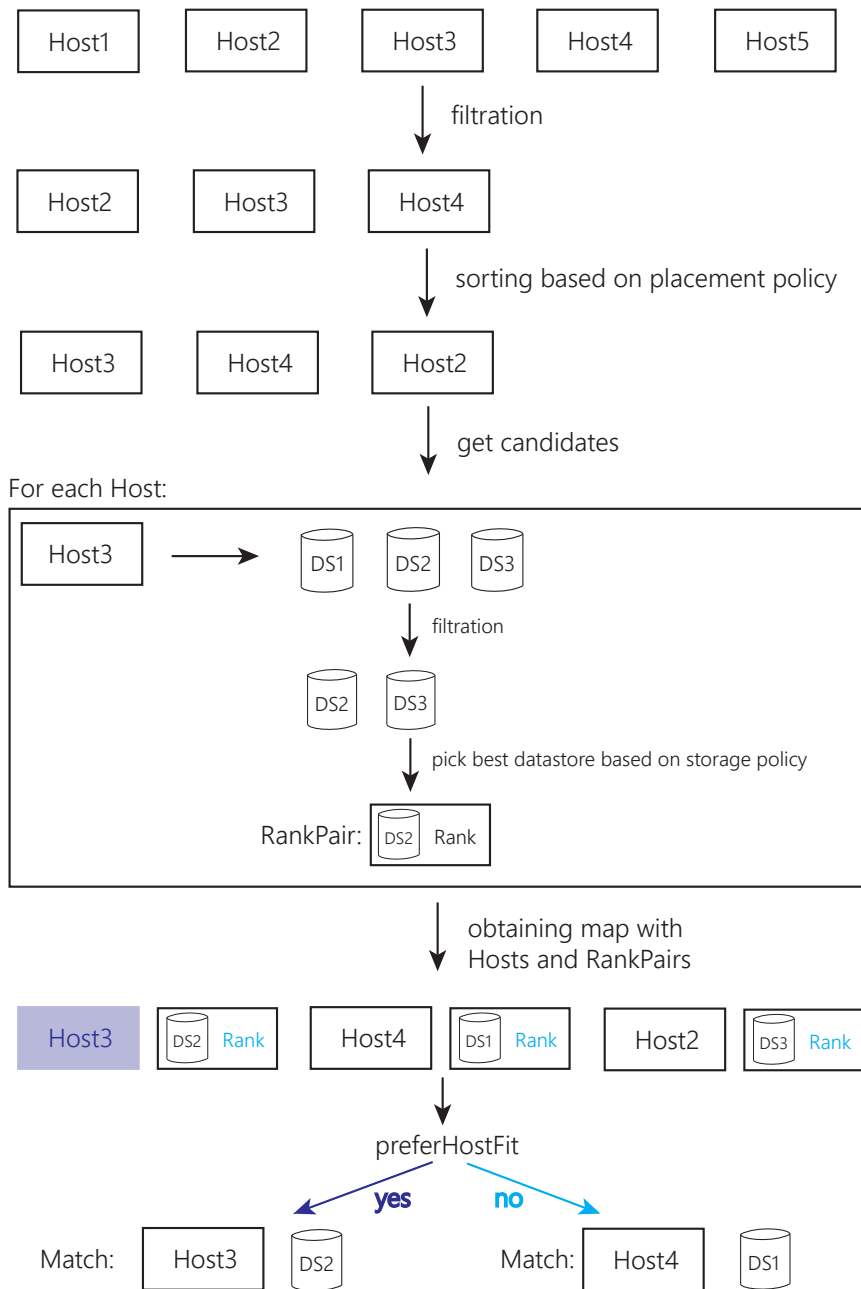 Host1 Host2 Host3 Host4 Host5
filtration
Host2 Host3 Host4
sorting based on placement policy
Host3 Host4 Host2
get candidates
For each Host:
Host3 DS1 DS2 DS3
filtration
DS2 DS3
pick best datastore based on storage policy
RankPair: DS2 Rank
obtaining map with
Hosts and RankPairs
Host3 DS2 Rank Host4 DS1 Rank Host2 DS3 Rank
preferHostFit
yes no
Match: Host3 DS2 Match: Host4 DS1